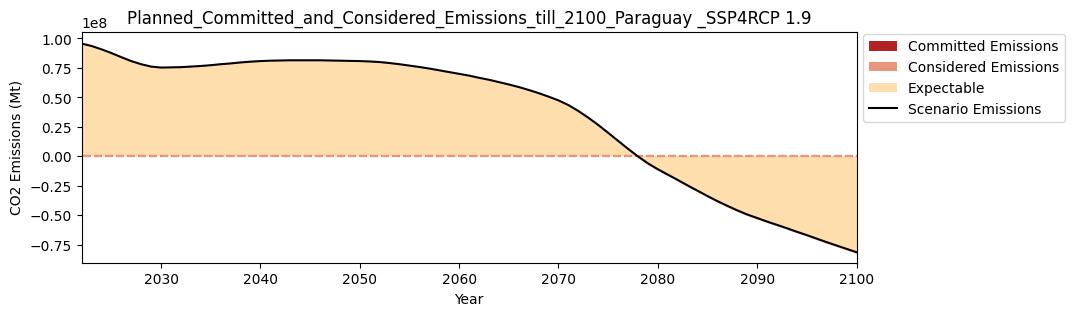 Planned_Committed_and_Considered_Emissions_till_2100_Paraguay _SSP4RCP 1.9
1e8
1.00
0.75
0.50
0.25
0.00
−0.25
−0.50
−0.75
CO2 Emissions (Mt)
2030 2040 2050 2060 2070 2080 2090 2100
Year
Committed Emissions
Considered Emissions
Expectable
Scenario Emissions